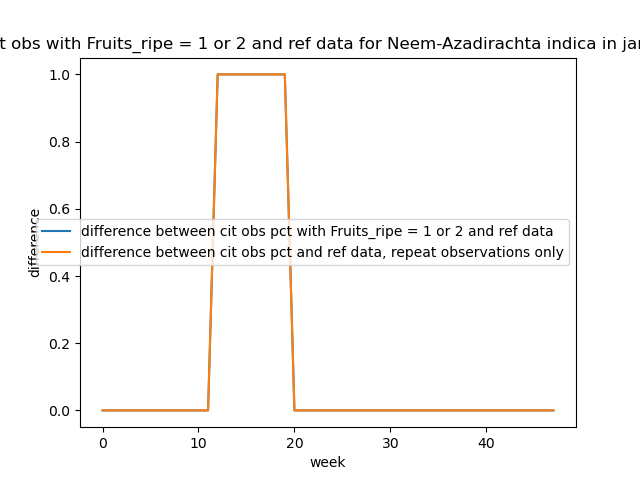 t obs with Fruits_ripe = 1 or 2 and ref data for Neem-Azadirachta indica in jar
1.0
0.8
0.6
0.4
0.2
0.0
difference
difference between cit obs pct with Fruits_ripe = 1 or 2 and ref data
difference between cit obs pct and ref data, repeat observations only
0 10 20 30 40
week